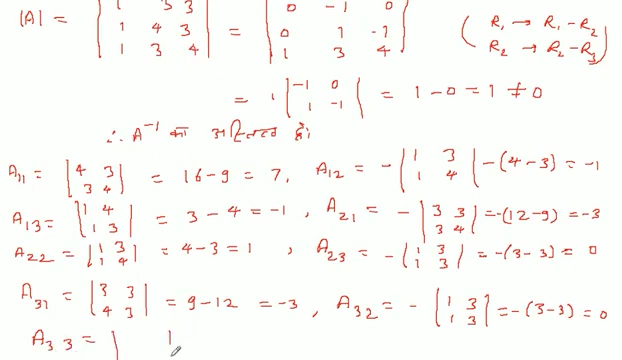 |A| = | 1 3 3 | = | 0 -1 0 | ( R₁ → R₁ - R₂
| 1 4 3 | | 0 1 -1 | R₂ → R₂ - R₃ )
| 1 3 4 | | 1 3 4 |
= 1 | -1 0 | = 1 - 0 = 1 ≠ 0
| 1 -1 |
∴ A⁻¹ का अस्तित्व है।
A₁₁ = | 4 3 | = 16 - 9 = 7, A₁₂ = - | 1 3 | - (4 - 3) = -1
| 3 4 | | 1 4 |
A₁₃ = | 1 4 | = 3 - 4 = -1, A₂₁ = - | 3 3 | = -(12 - 9) = -3
| 1 3 | | 3 4 |
A₂₂ = | 1 3 | = 4 - 3 = 1, A₂₃ = - | 1 3 | = -(3 - 3) = 0
| 1 4 | | 1 3 |
A₃₁ = | 3 3 | = 9 - 12 = -3, A₃₂ = - | 1 3 | = -(3 - 3) = 0
| 4 3 | | 1 3 |
A₃₃ = | 1